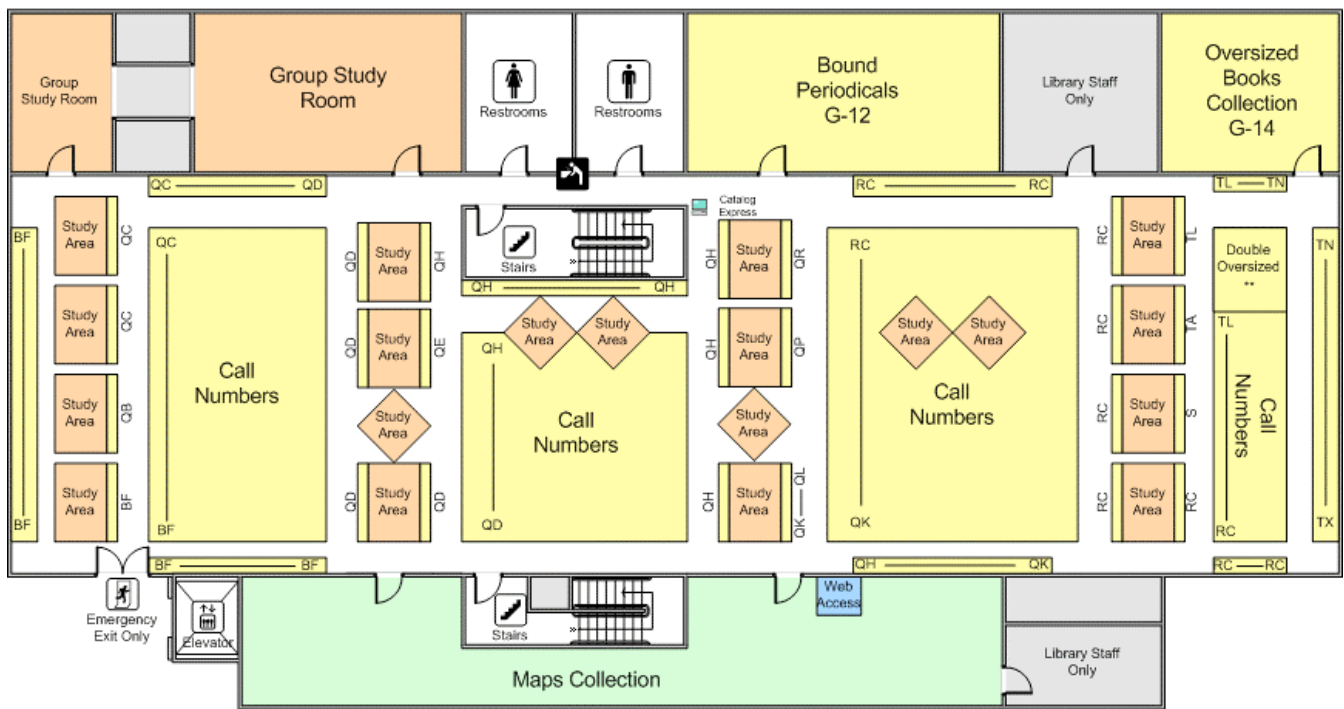 Group
Study Room
Group Study
Room
Restrooms
Restrooms
Bound
Periodicals
G-12
Library Staff
Only
Oversized
Books
Collection
G-14
QC QD
RC RC
TL TN
Catalog
Express
BF
BF
Study
Area
QC
Study
Area
QC
Study
Area
QB
Study
Area
BF
QC
Call
Numbers
BF
BF BF
QD
Study
Area
QH
QD
Study
Area
QE
Study
Area
QD
Study
Area
QD
Stairs
QH QH
Study
Area
Study
Area
QH
Call
Numbers
QD
QH
Study
Area
QR
QH
Study
Area
QP
Study
Area
QH
Study
Area
QL
QK
RC
Study
Area
Study
Area
Call
Numbers
QK
QH QK
RC
Study
Area
TL
RC
Study
Area
TA
RC
Study
Area
S
RC
Study
Area
RC
Double
Oversized
**
TL
Call
Numbers
RC
RC RC
TN
TX
Emergency
Exit Only
Elevator
Stairs
Web
Access
Maps Collection
Library Staff
Only